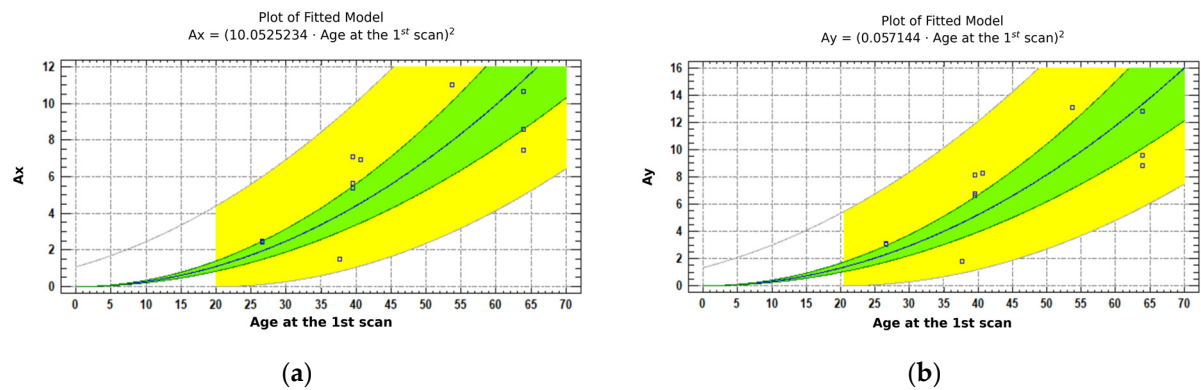 Plot of Fitted Model
Ax = (10.0525234 · Age at the 1st scan)2
12
10
8
6
4
2
0
Ax
0 5 10 15 20 25 30 35 40 45 50 55 60 65 70
Age at the 1st scan
(a)
Plot of Fitted Model
Ay = (0.057144 · Age at the 1st scan)2
16
14
12
10
8
6
4
2
0
Ay
0 5 10 15 20 25 30 35 40 45 50 55 60 65 70
Age at the 1st scan
(b)